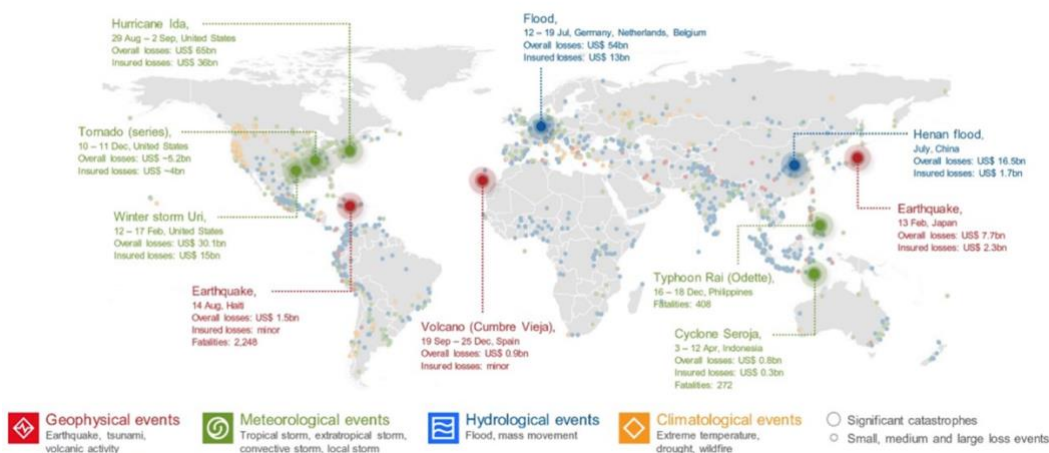 Hurricane Ida,
29 Aug – 2 Sep, United States
Overall losses: US$ 65bn
Insured losses: US$ 36bn
Flood,
12 – 19 Jul, Germany, Netherlands, Belgium
Overall losses: US$ 54bn
Insured losses: US$ 13bn
Tornado (series),
10 – 11 Dec, United States
Overall losses: US$ ~5.2bn
Insured losses: US$ ~4bn
Henan flood,
July, China
Overall losses: US$ 16.5bn
Insured losses: US$ 1.7bn
Winter storm Uri,
12 – 17 Feb, United States
Overall losses: US$ 30.1bn
Insured losses: US$ 15bn
Earthquake,
13 Feb, Japan
Overall losses: US$ 7.7bn
Insured losses: US$ 2.3bn
Earthquake,
14 Aug, Haiti
Overall losses: US$ 1.5bn
Insured losses: minor
Fatalities: 2,248
Volcano (Cumbre Vieja),
19 Sep – 25 Dec, Spain
Overall losses: US$ 0.9bn
Insured losses: minor
Typhoon Rai (Odette),
16 – 18 Dec, Philippines
Fatalities: 408
Cyclone Seroja,
3 – 12 Apr, Indonesia
Overall losses: US$ 0.8bn
Insured losses: US$ 0.3bn
Fatalities: 272
Geophysical events
Earthquake, tsunami,
volcanic activity
Meteorological events
Tropical storm, extratropical storm,
convective storm, local storm
Hydrological events
Flood, mass movement
Climatological events
Extreme temperature,
drought, wildfire
Significant catastrophes
Small, medium and large loss events